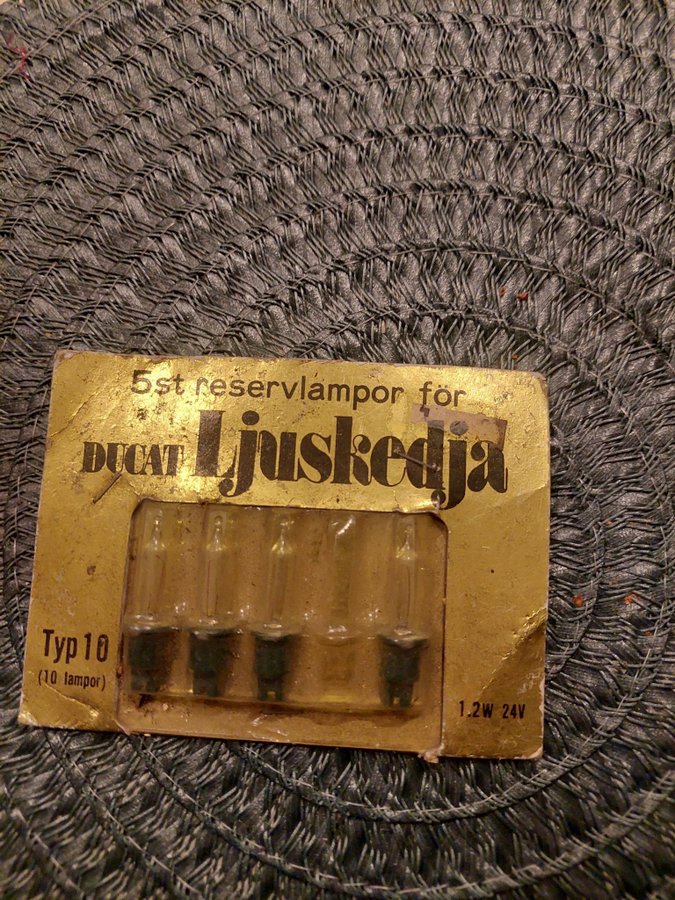 5st reservlampor för
DUCAT Ljuskedja
Typ 10
(10 lampor)
1.2W 24V